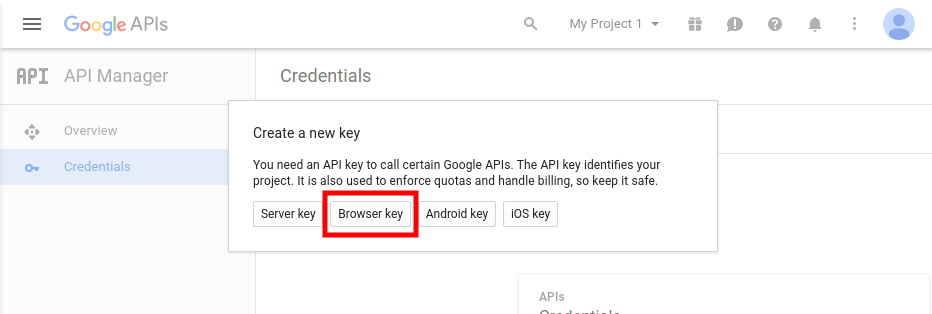 Google APIs
My Project 1
API API Manager
Credentials
Overview
Credentials
Create a new key
You need an API key to call certain Google APIs. The API key identifies your
project. It is also used to enforce quotas and handle billing, so keep it safe.
Server key
Browser key
Android key
iOS key
APIs
Credentials